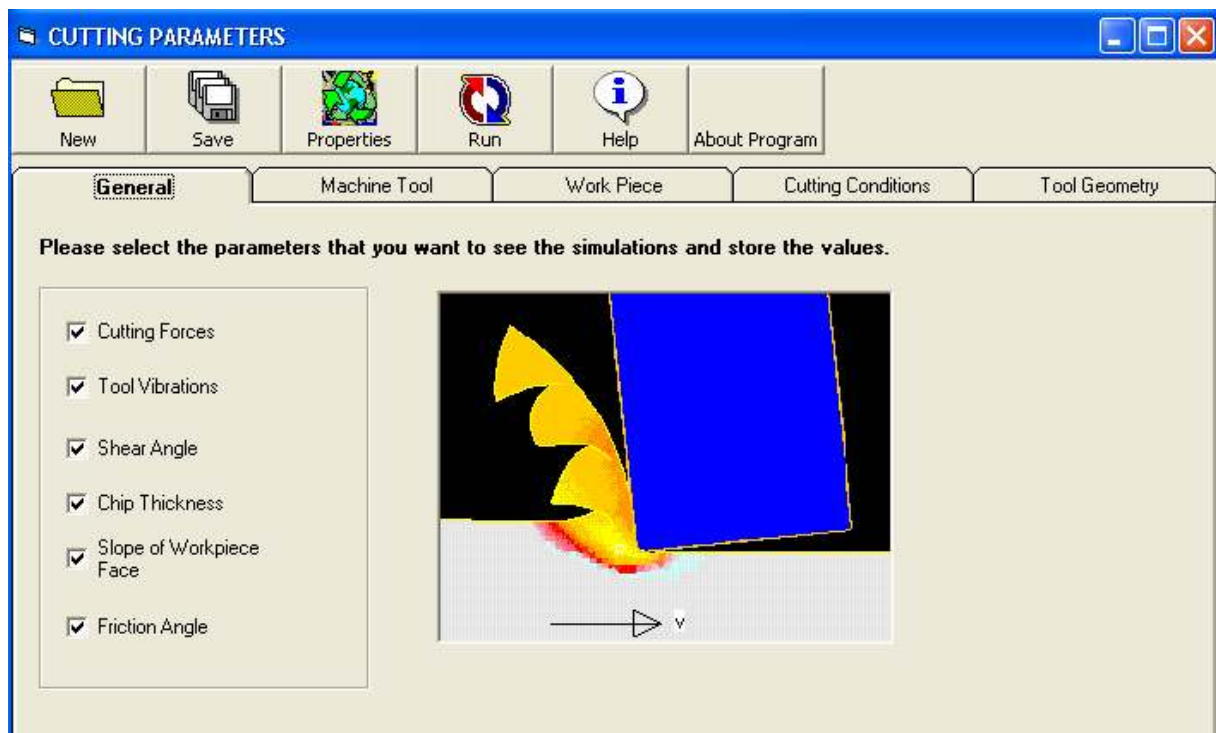 CUTTING PARAMETERS
New Save Properties Run Help About Program
General Machine Tool Work Piece Cutting Conditions Tool Geometry
Please select the parameters that you want to see the simulations and store the values.
Cutting Forces
Tool Vibrations
Shear Angle
Chip Thickness
Slope of Workpiece
Face
Friction Angle
v